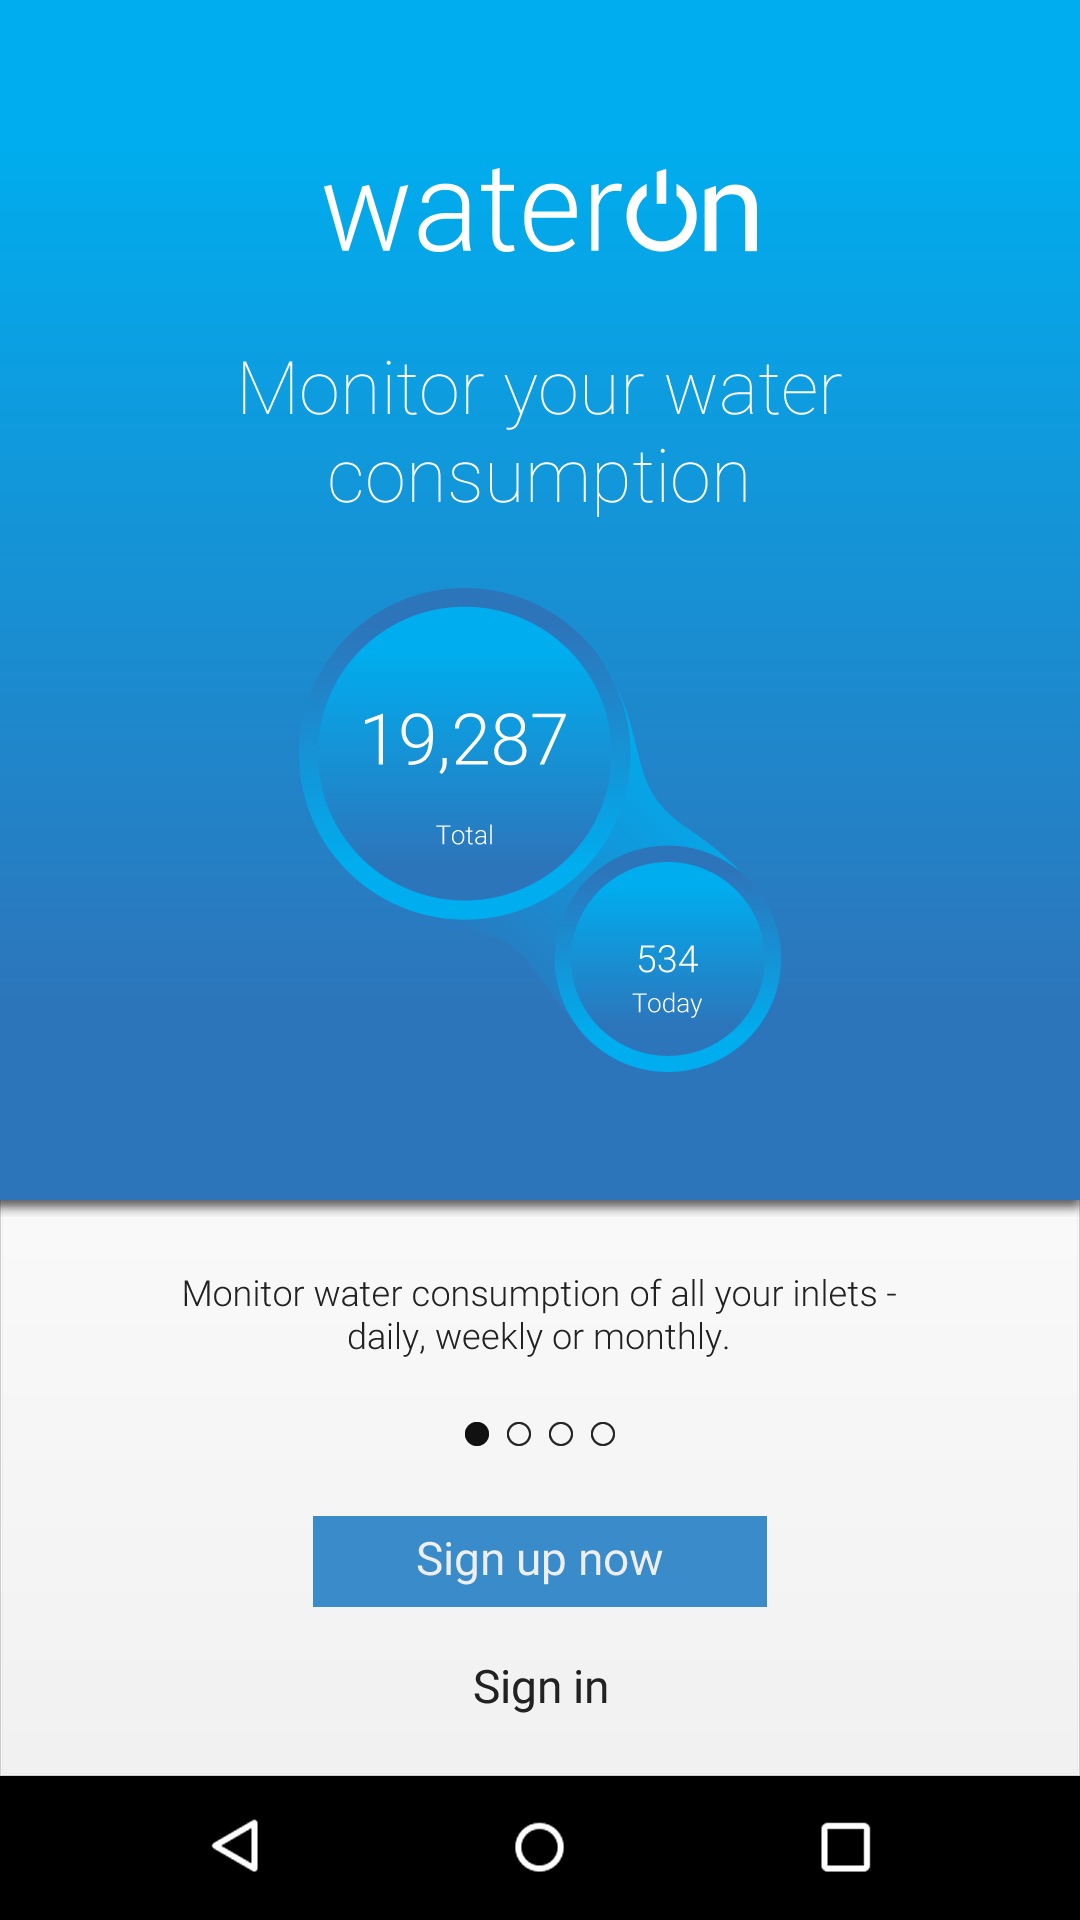 wateron
Monitor your water
consumption
19,287
Total
534
Today
Monitor water consumption of all your inlets -
daily, weekly or monthly.
Sign up now
Sign in